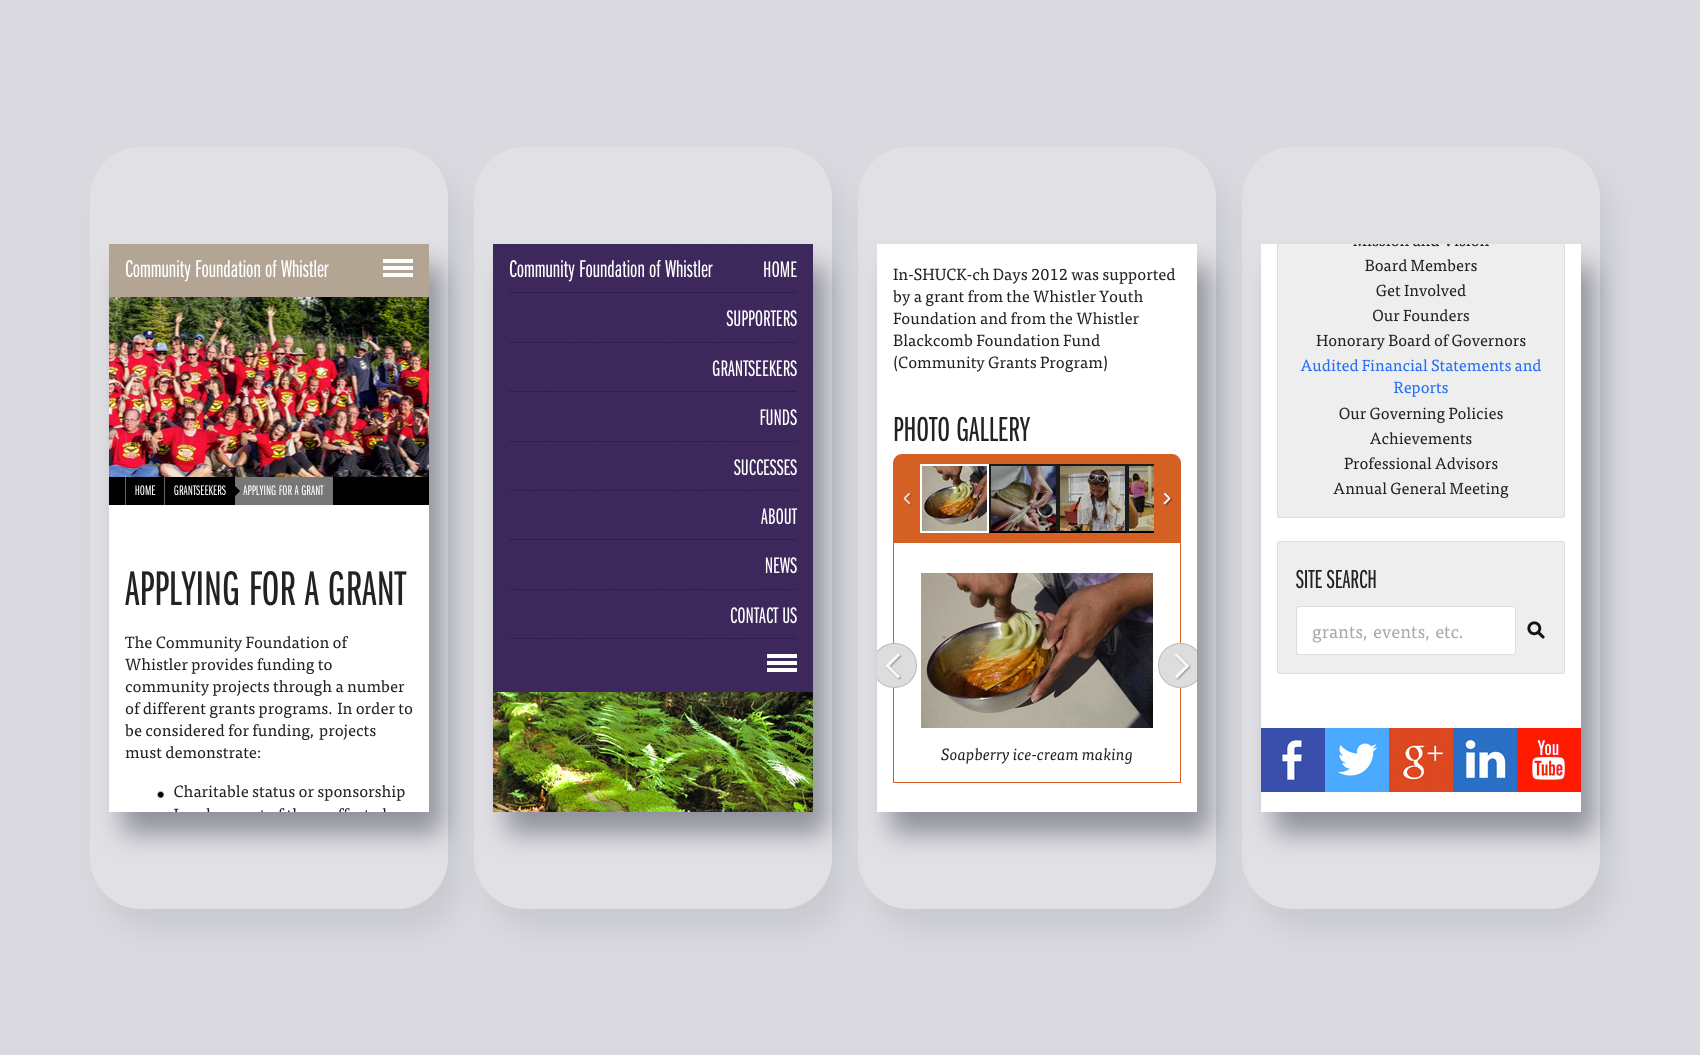 Community Foundation of Whistler
HOME
GRANTSEEKERS
APPLYING FOR A GRANT
APPLYING FOR A GRANT
The Community Foundation of
Whistler provides funding to
community projects through a number
of different grants programs. In order to
be considered for funding, projects
must demonstrate:
Charitable status or sponsorship
Community Foundation of Whistler
HOME
SUPPORTERS
GRANTSEEKERS
FUNDS
SUCCESSES
ABOUT
NEWS
CONTACT US
In-SHUCK-ch Days 2012 was supported
by a grant from the Whistler Youth
Foundation and from the Whistler
Blackcomb Foundation Fund
(Community Grants Program)
PHOTO GALLERY
Soapberry ice-cream making
Mission and Vision
Board Members
Get Involved
Our Founders
Honorary Board of Governors
Audited Financial Statements and
Reports
Our Governing Policies
Achievements
Professional Advisors
Annual General Meeting
SITE SEARCH
grants, events, etc.
f
g+
in
You
Tube